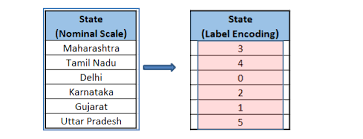 State
(Nominal Scale)
Maharashtra
Tamil Nadu
Delhi
Karnataka
Gujarat
Uttar Pradesh
State
(Label Encoding)
3
4
0
2
1
5